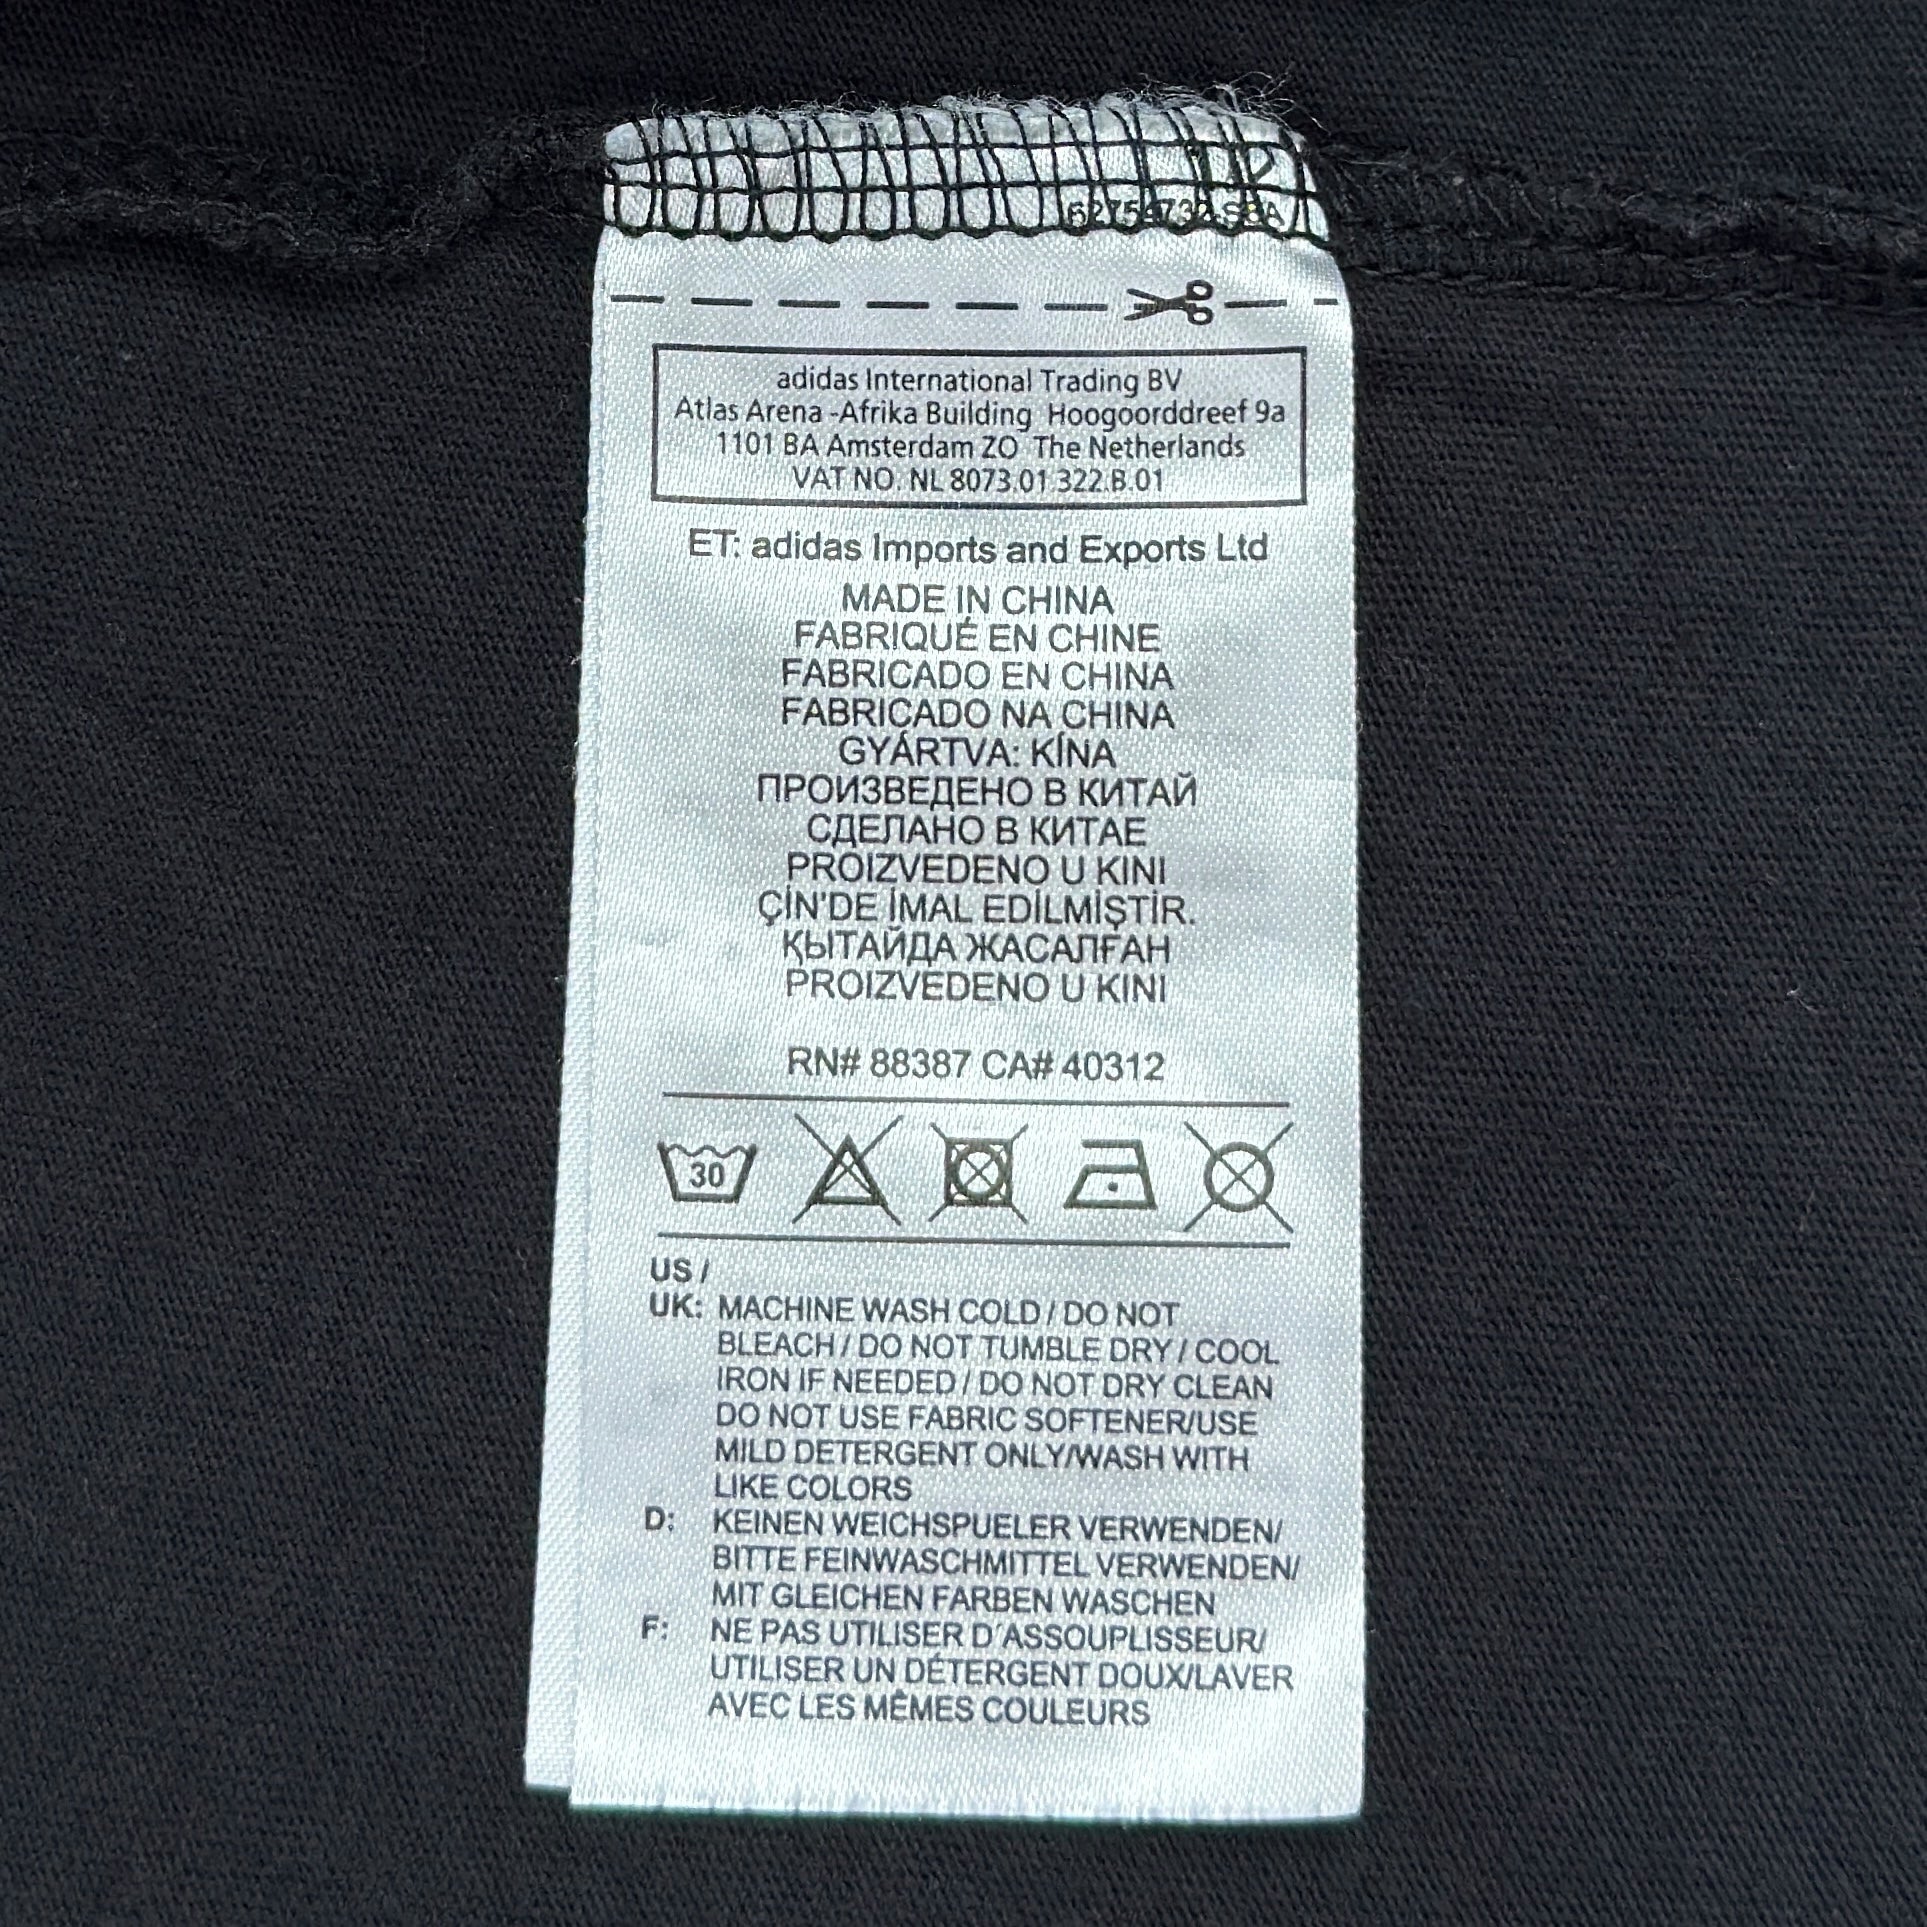 adidas International Trading BV
Atlas Arena -Afrika Building Hoogoorddreef 9a
1101 BA Amsterdam ZO The Netherlands
VAT NO. NL 8073.01.322.B.01
ET: adidas Imports and Exports Ltd
MADE IN CHINA
FABRIQUÉ EN CHINE
FABRICADO EN CHINA
FABRICADO NA CHINA
GYÁRTVA: KÍNA
ПРОИЗВЕДЕНО В КИТАЙ
СДЕЛАНО В КИТАЕ
PROIZVEDENO U KINI
ÇİN'DE İMAL EDİLMİŞTİR.
ҚЫТАЙДА ЖАСАЛҒАН
PROIZVEDENO U KINI
RN# 88387 CA# 40312
30
US /
UK: MACHINE WASH COLD / DO NOT
BLEACH / DO NOT TUMBLE DRY / COOL
IRON IF NEEDED / DO NOT DRY CLEAN
DO NOT USE FABRIC SOFTENER/USE
MILD DETERGENT ONLY/WASH WITH
LIKE COLORS
D: KEINEN WEICHSPUELER VERWENDEN/
BITTE FEINWASCHMITTEL VERWENDEN/
MIT GLEICHEN FARBEN WASCHEN
F: NE PAS UTILISER D´ASSOUPLISSEUR/
UTILISER UN DÉTERGENT DOUX/LAVER
AVEC LES MÊMES COULEURS